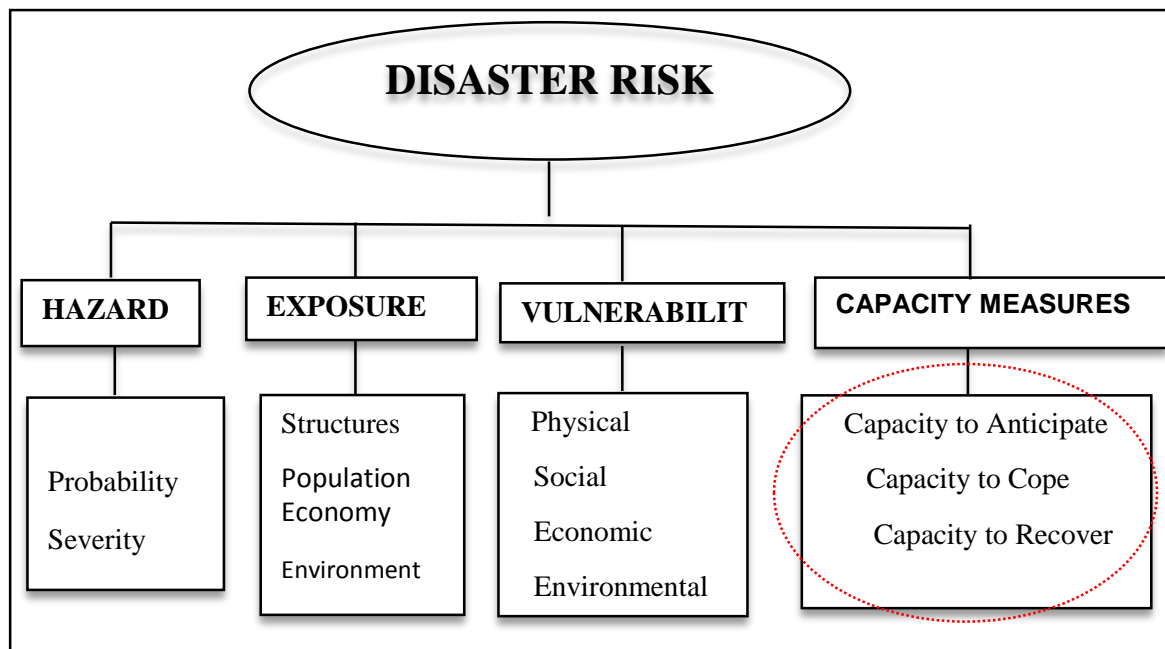 DISASTER RISK
HAZARD
EXPOSURE
VULNERABILIT
CAPACITY MEASURES
Probability
Severity
Structures
Population
Economy
Environment
Physical
Social
Economic
Environmental
Capacity to Anticipate
Capacity to Cope
Capacity to Recover